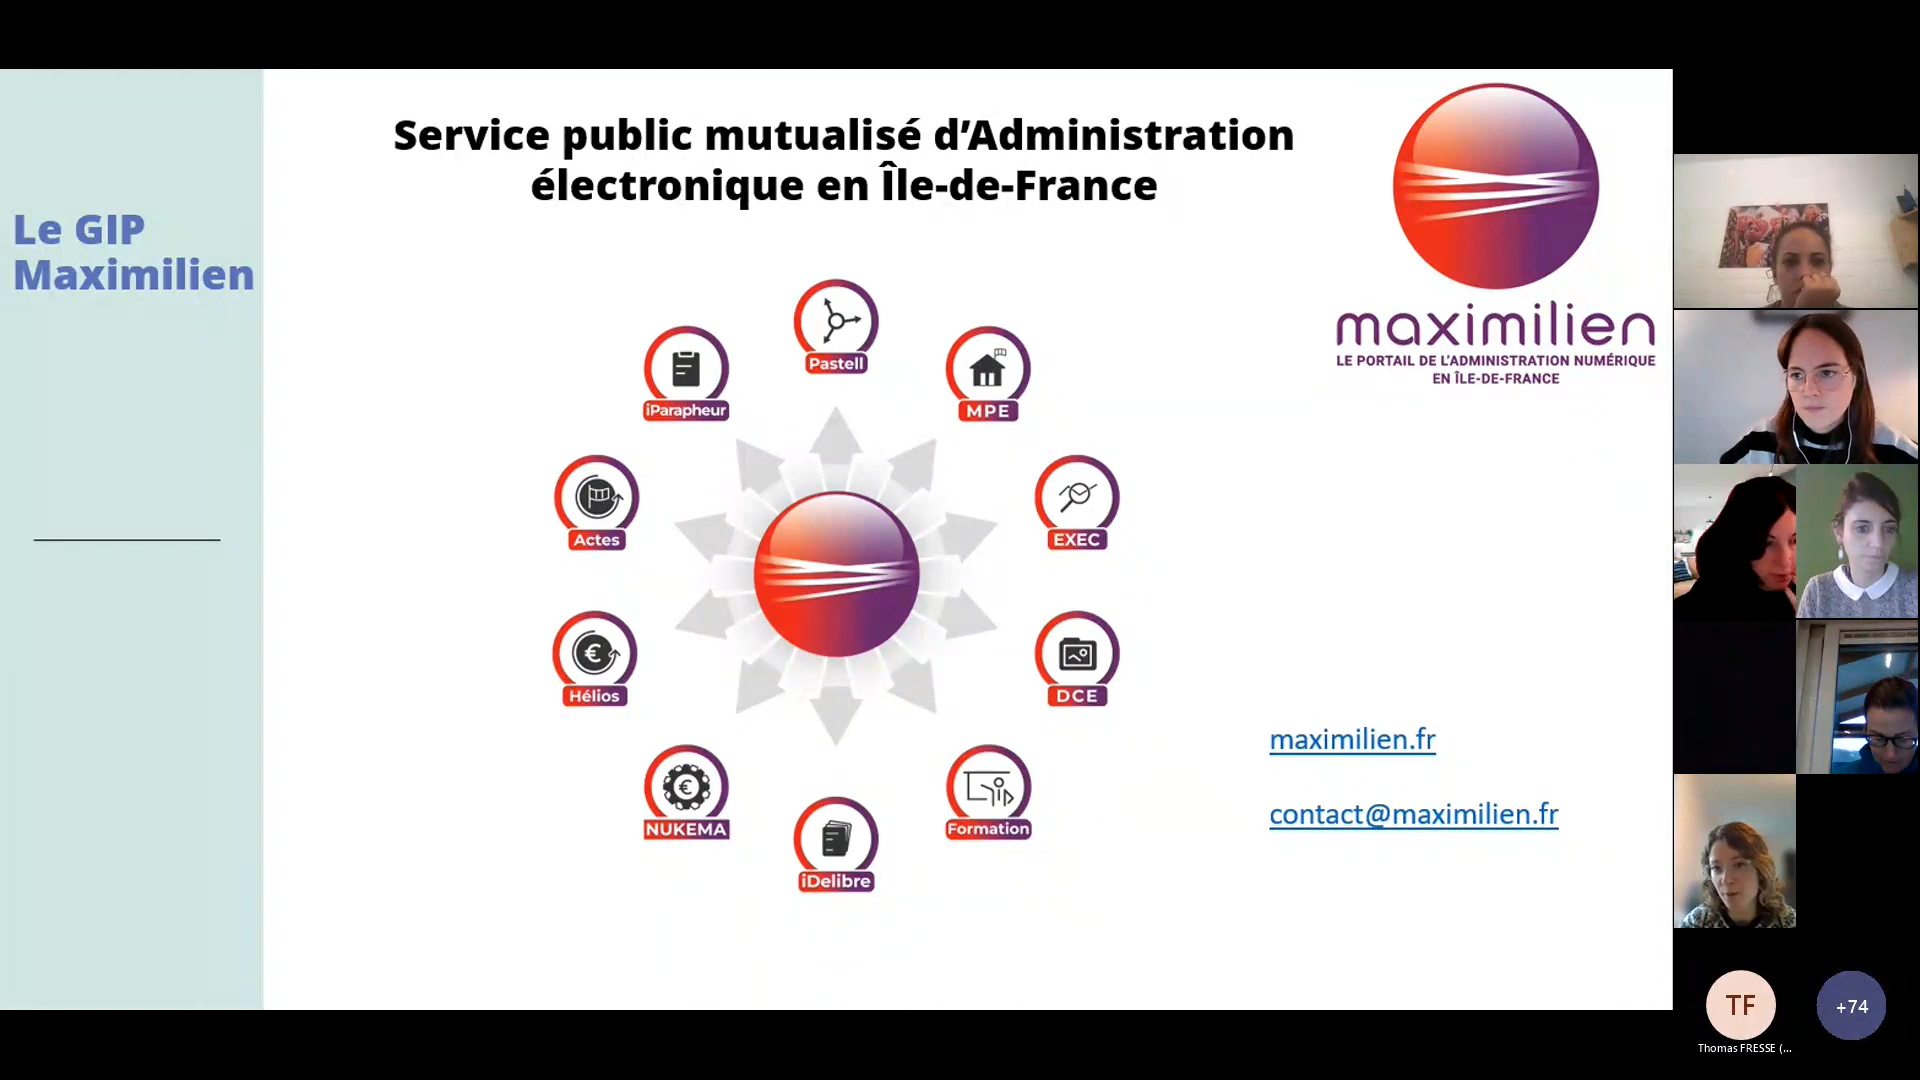 Le GIP
Maximilien
Service public mutualisé d’Administration
électronique en Île-de-France
maximilien
LE PORTAIL DE L’ADMINISTRATION NUMÉRIQUE
EN ÎLE-DE-FRANCE
Pastell
iParapheur
MPE
Actes
EXEC
Hélios
DCE
NUKEMA
Formation
iDelibre
maximilien.fr
contact@maximilien.fr
TF
+74
Thomas FRESSE (...